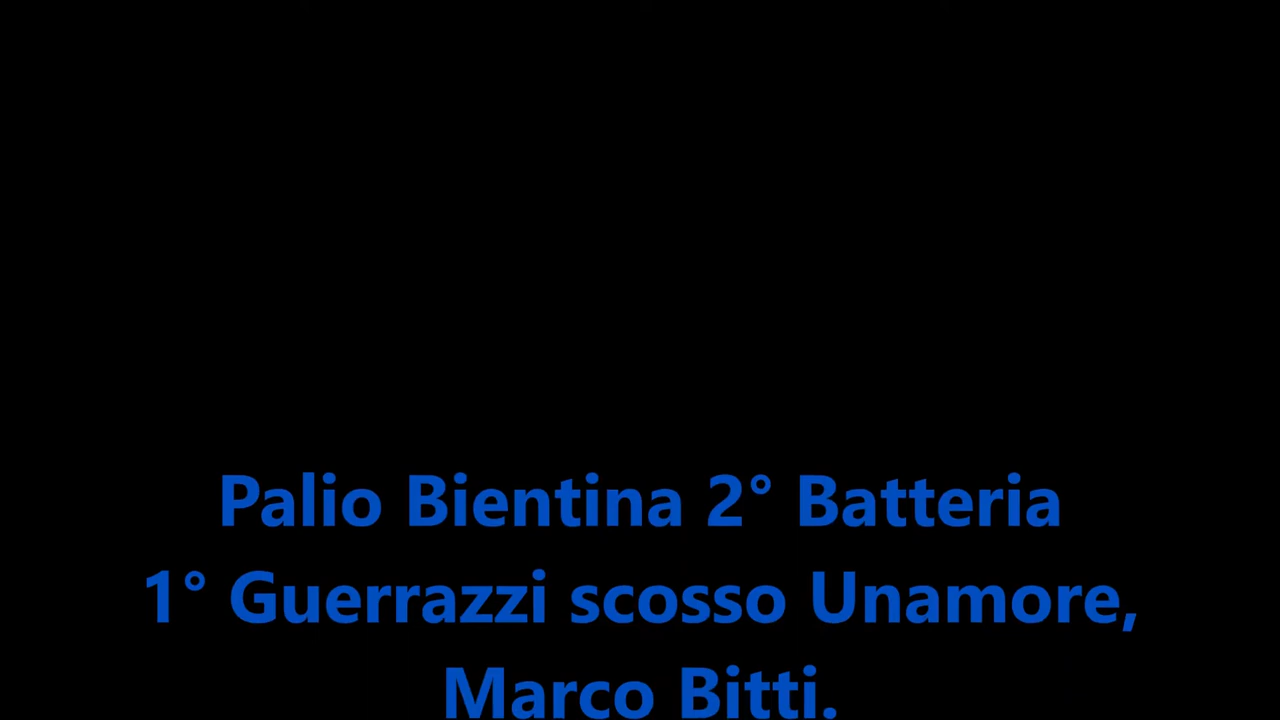 Palio Bientina 2° Batteria
1° Guerrazzi scosso Unamore,
Marco Bitti.